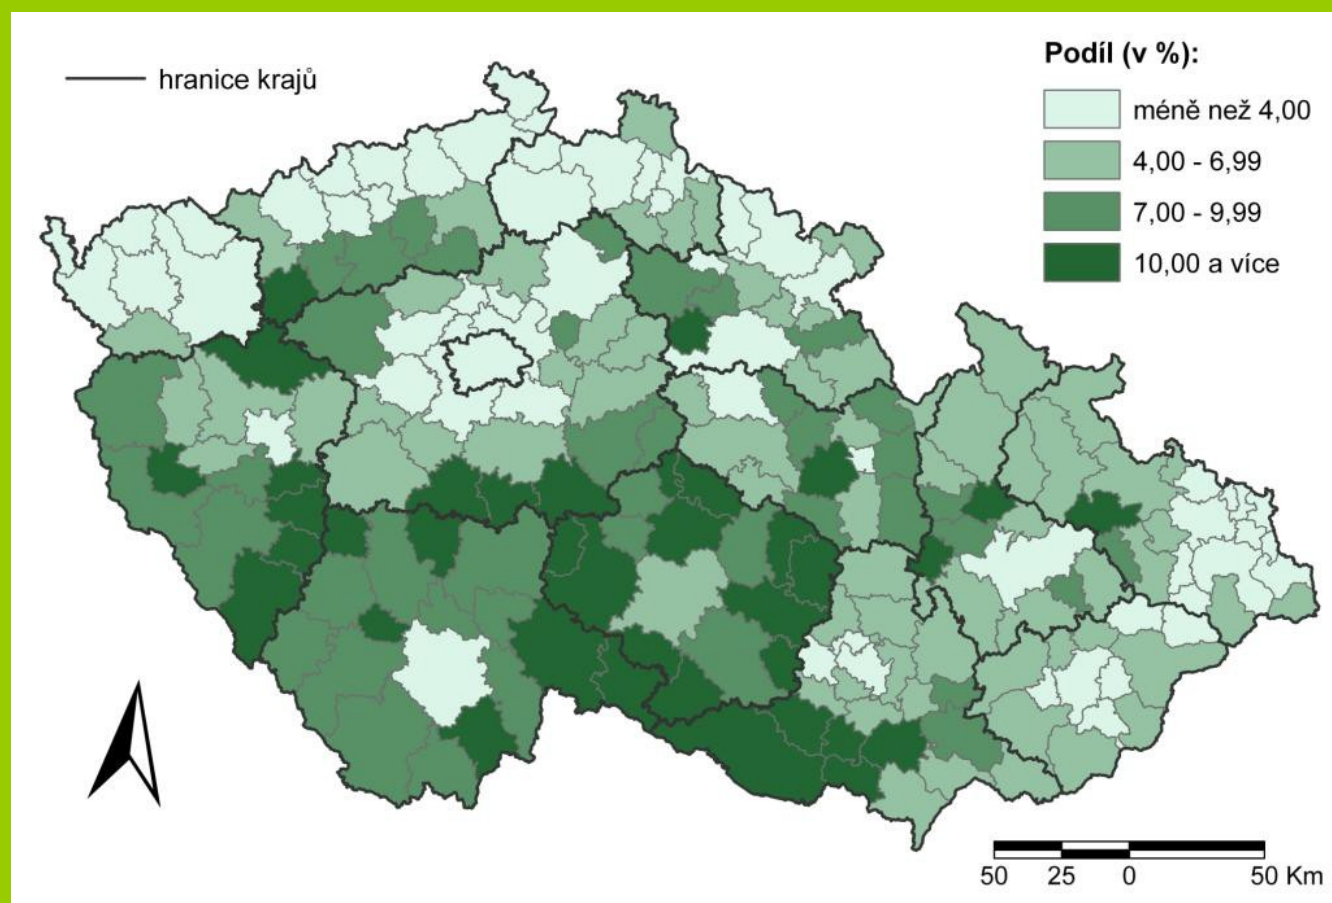 hranice krajů
Podíl (v %):
méně než 4,00
4,00 - 6,99
7,00 - 9,99
10,00 a více
50 25 0 50 Km